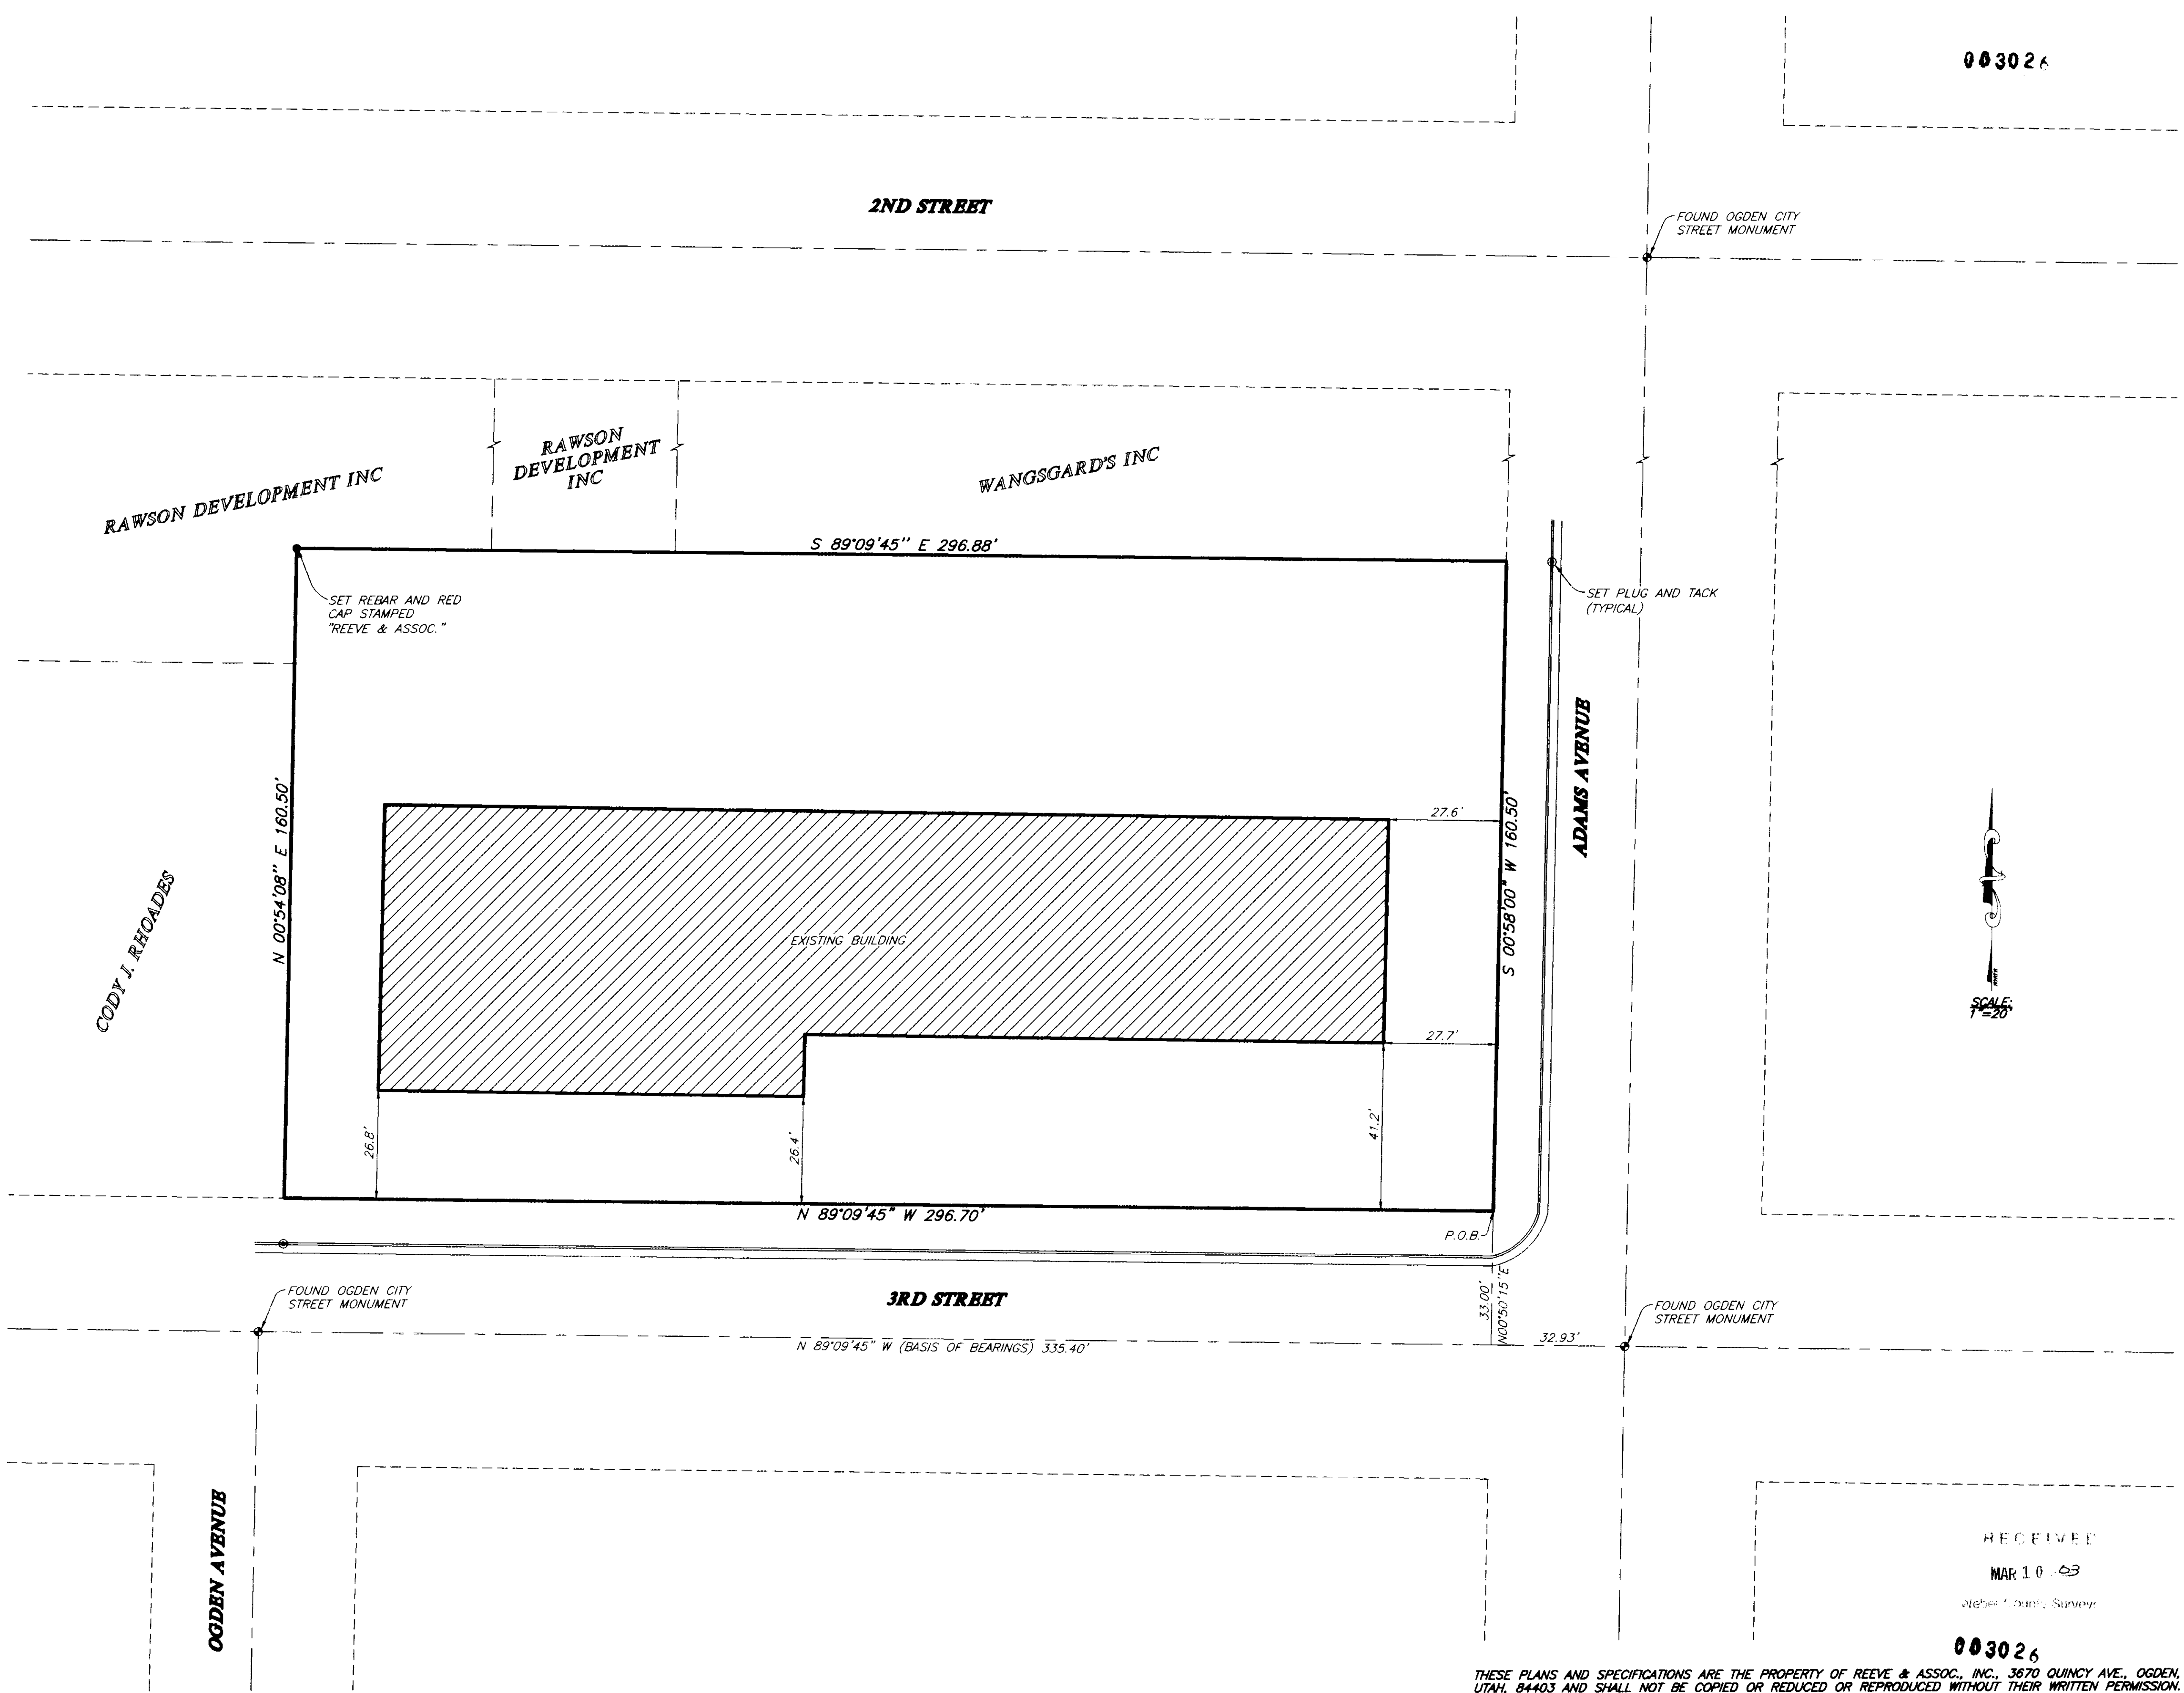 003026
2ND STREET
FOUND OGDEN CITY
STREET MONUMENT
RAWSON DEVELOPMENT INC
RAWSON
DEVELOPMENT
INC
WANGSGARD'S INC
S 89°09'45" E 296.88'
SET REBAR AND RED
CAP STAMPED
"REEVE & ASSOC."
SET PLUG AND TACK
(TYPICAL)
ADAMS AVENUE
N 00°54'08" E 160.50'
27.6'
S 00°58'00" W 160.50'
CODY J. RHOADES
EXISTING BUILDING
SCALE:
1"=20'
27.7'
26.8'
26.4'
41.2'
N 89°09'45" W 296.70'
P.O.B.
FOUND OGDEN CITY
STREET MONUMENT
3RD STREET
33.00'
N00°50'15"E
FOUND OGDEN CITY
STREET MONUMENT
32.93'
N 89°09'45" W (BASIS OF BEARINGS) 335.40'
OGDEN AVENUE
RECEIVED
MAR 10 03
Weber County Survey
003026
THESE PLANS AND SPECIFICATIONS ARE THE PROPERTY OF REEVE & ASSOC., INC., 3670 QUINCY AVE., OGDEN,
UTAH, 84403 AND SHALL NOT BE COPIED OR REDUCED OR REPRODUCED WITHOUT THEIR WRITTEN PERMISSION.